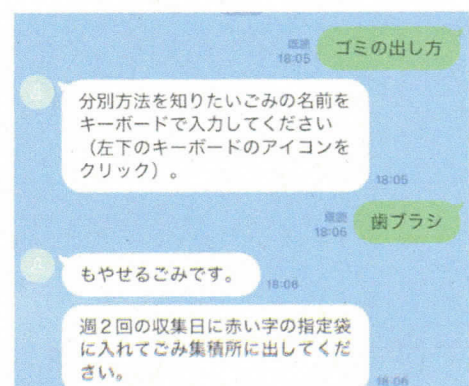 ゴミの出し方
既読
18:05
分別方法を知りたいごみの名前を
キーボードで入力してください
（左下のキーボードのアイコンを
クリック）。
18:05
歯ブラシ
既読
18:06
もやせるごみです。
18:06
週２回の収集日に赤い字の指定袋
に入れてごみ集積所に出してくだ
さい。
18:06